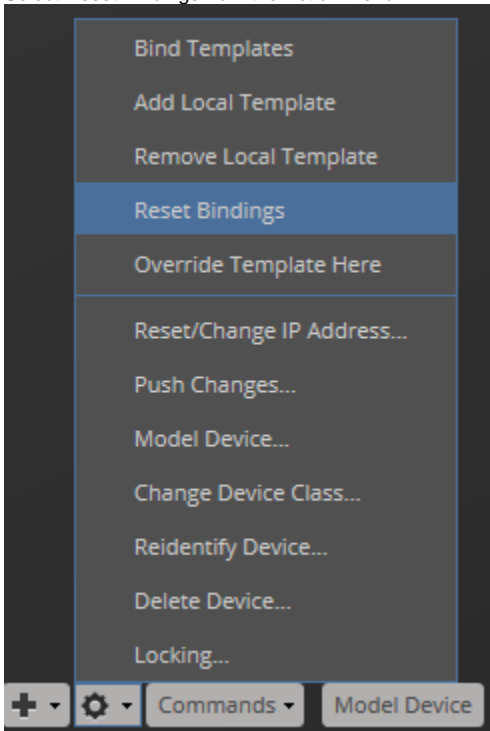 Bind Templates
Add Local Template
Remove Local Template
Reset Bindings
Override Template Here
Reset/Change IP Address...
Push Changes...
Model Device...
Change Device Class...
Reidentify Device...
Delete Device...
Locking...
Commands
Model Device